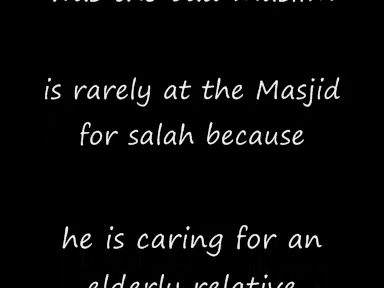 is rarely at the Masjid
for salah because
he is caring for an
elderly relative